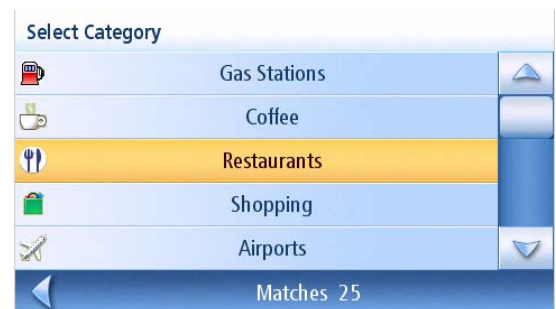 Select Category
Gas Stations
Coffee
Restaurants
Shopping
Airports
Matches 25